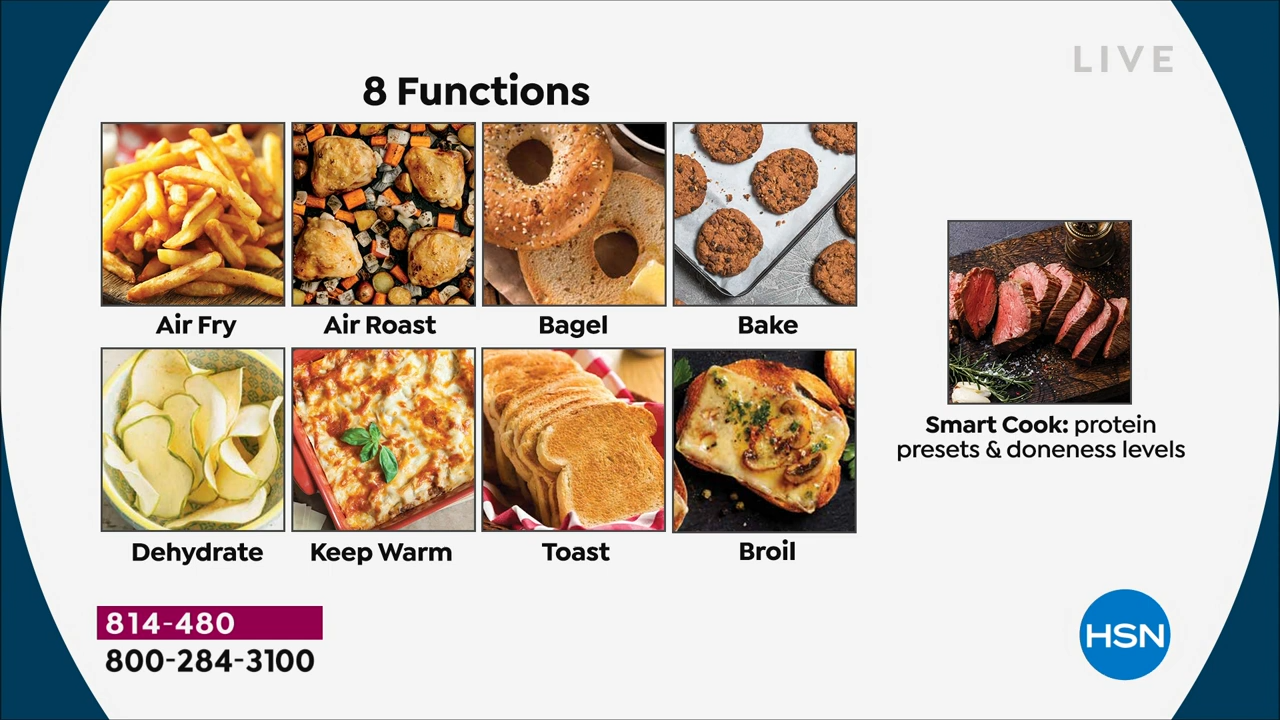 LIVE
8 Functions
Air Fry
Air Roast
Bagel
Bake
Dehydrate
Keep Warm
Toast
Broil
Smart Cook: protein
presets & doneness levels
814-480
800-284-3100
HSN